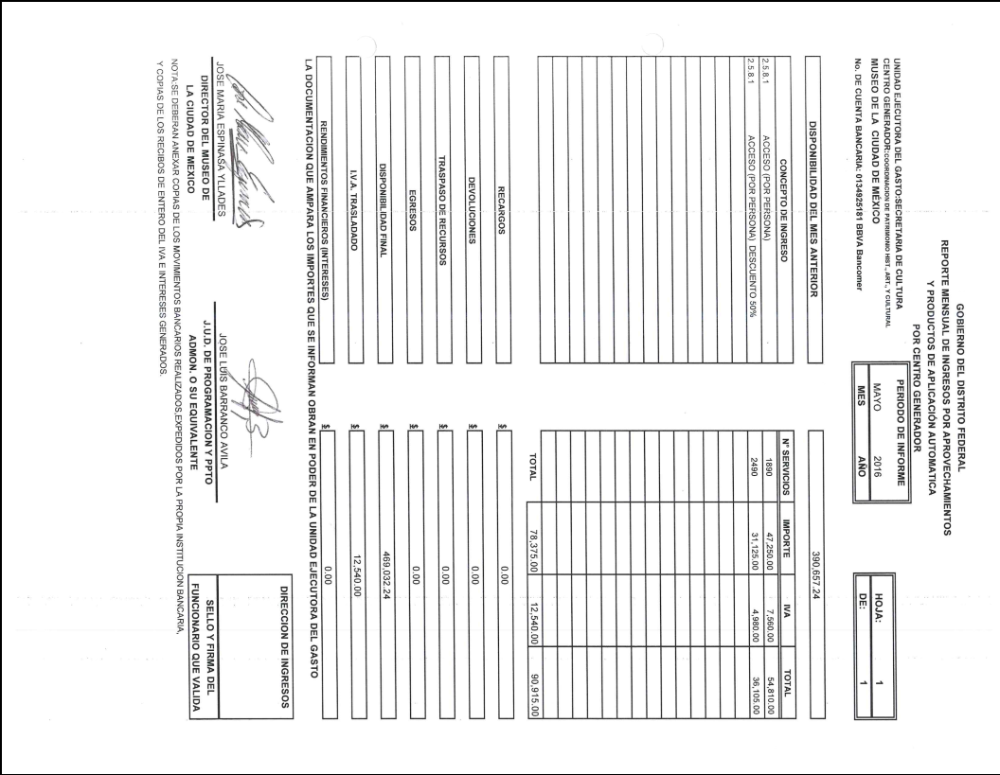 GOBIERNO DEL DISTRITO FEDERAL
REPORTE MENSUAL DE INGRESOS POR APROVECHAMIENTOS
Y PRODUCTOS DE APLICACIÓN AUTOMATICA
POR CENTRO GENERADOR
UNIDAD EJECUTORA DEL GASTO:SECRETARIA DE CULTURA
CENTRO GENERADOR:COORDINACION DE PATRIMONIO HIST., ART., Y CULTURAL
MUSEO DE LA CIUDAD DE MÉXICO
No. DE CUENTA BANCARIA: 0134925181 BBVA Bancomer
PERIODO DE INFORME
MAYO 2016
MES AÑO
HOJA: 1
DE: 1
DISPONIBILIDAD DEL MES ANTERIOR 390,657.24
CONCEPTO DE INGRESO N° SERVICIOS IMPORTE IVA TOTAL
2.5.8.1 ACCESO (POR PERSONA) 1890 47,250.00 7,560.00 54,810.00
2.5.8.1 ACCESO (POR PERSONA) DESCUENTO 50% 2490 31,125.00 4,980.00 36,105.00
TOTAL 78,375.00 12,540.00 90,915.00
RECARGOS $ 0.00
DEVOLUCIONES $ 0.00
TRASPASO DE RECURSOS $ 0.00
EGRESOS $ 0.00
DISPONIBILIDAD FINAL $ 469,032.24
I.V.A. TRASLADADO $ 12,540.00
RENDIMIENTOS FINANCIEROS (INTERESES) $ 0.00
LA DOCUMENTACION QUE AMPARA LOS IMPORTES QUE SE INFORMAN OBRAN EN PODER DE LA UNIDAD EJECUTORA DEL GASTO
JOSE MARIA ESPINASA YLLADES
DIRECTOR DEL MUSEO DE
LA CIUDAD DE MEXICO
JOSE LUIS BARRANCO AVILA
J.U.D. DE PROGRAMACION Y PPTO
ADMON. O SU EQUIVALENTE
DIRECCION DE INGRESOS
SELLO Y FIRMA DEL
FUNCIONARIO QUE VALIDA
NOTA:SE DEBERAN ANEXAR COPIAS DE LOS MOVIMIENTOS BANCARIOS REALIZADOS,EXPEDIDOS POR LA PROPIA INSTITUCION BANCARIA,
Y COPIAS DE LOS RECIBOS DE ENTERO DEL IVA E INTERESES GENERADOS.